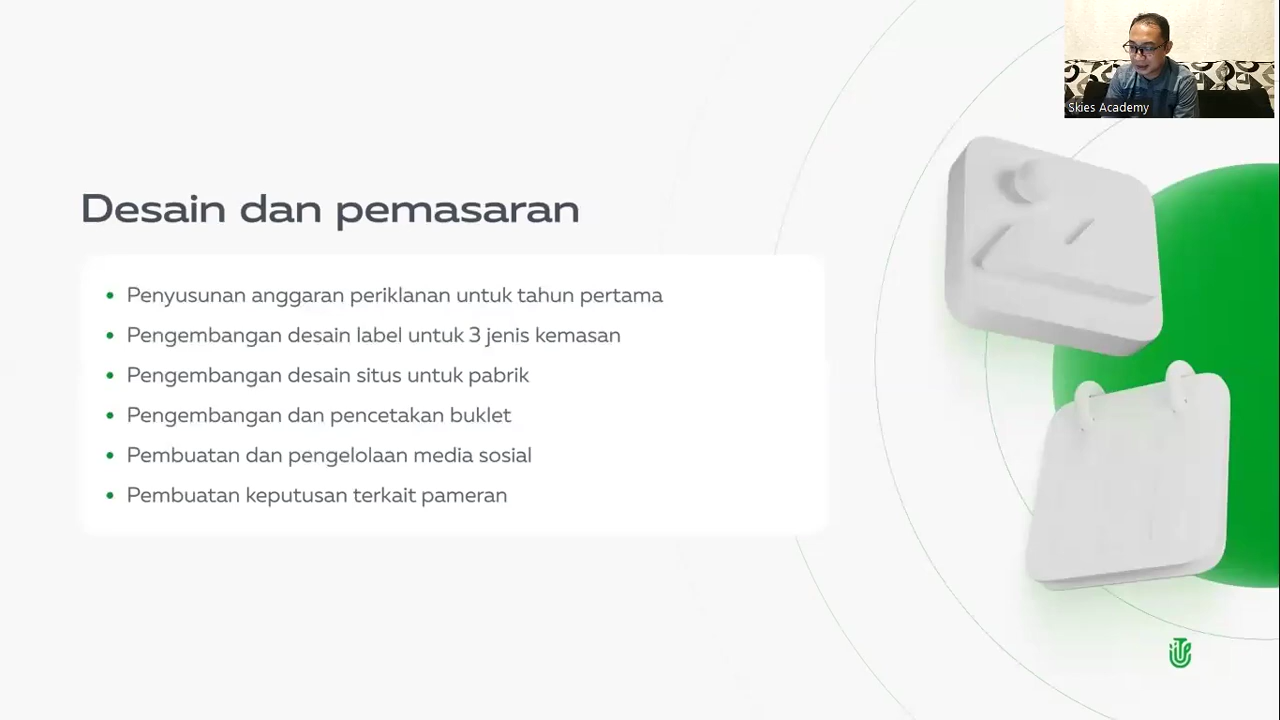 Skies Academy
Desain dan pemasaran
Penyusunan anggaran periklanan untuk tahun pertama
Pengembangan desain label untuk 3 jenis kemasan
Pengembangan desain situs untuk pabrik
Pengembangan dan pencetakan buklet
Pembuatan dan pengelolaan media sosial
Pembuatan keputusan terkait pameran